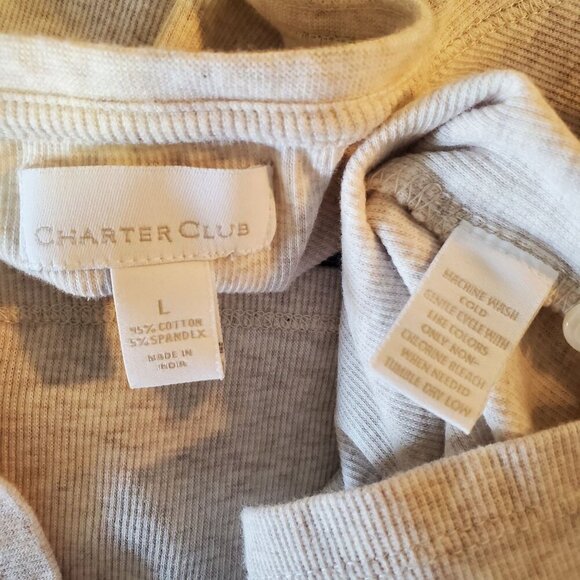 CHARTER CLUB
L
95% COTTON
5% SPANDEX
MADE IN
INDIA
MACHINE WASH
COLD
GENTLE CYCLE WITH
LIKE COLORS
ONLY NON-
CHLORINE BLEACH
WHEN NEEDED
TUMBLE DRY LOW